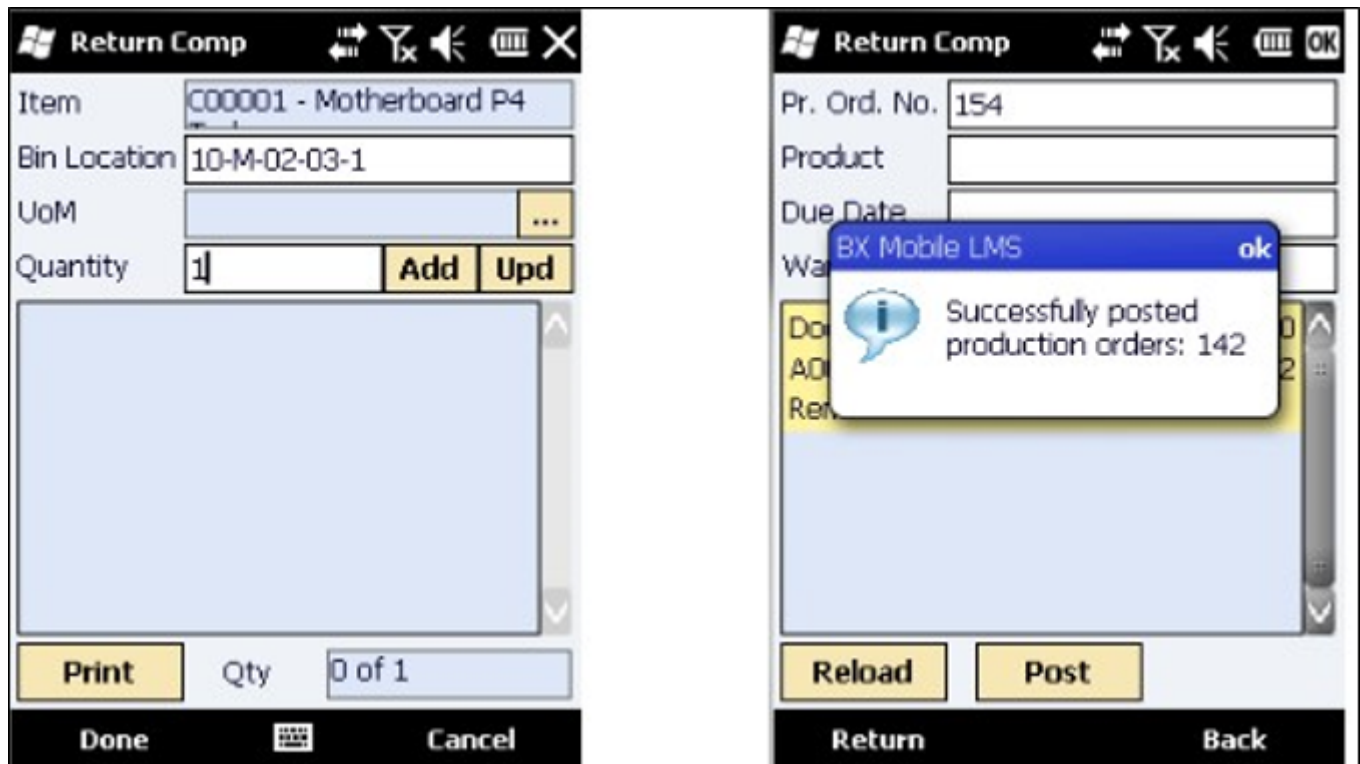 Return Comp
Item C00001 - Motherboard P4
Bin Location 10-M-02-03-1
UoM ...
Quantity 1 Add Upd
Print Qty 0 of 1
Done Cancel
Return Comp OK
Pr. Ord. No. 154
Product
Due Date
BX Mobile LMS ok
Successfully posted
production orders: 142
Reload Post
Return Back